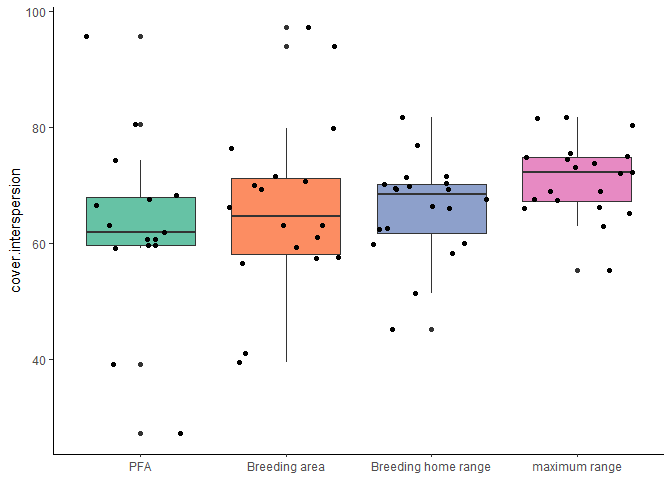 cover.interspersion
100
80
60
40
PFA
Breeding area
Breeding home range
maximum range